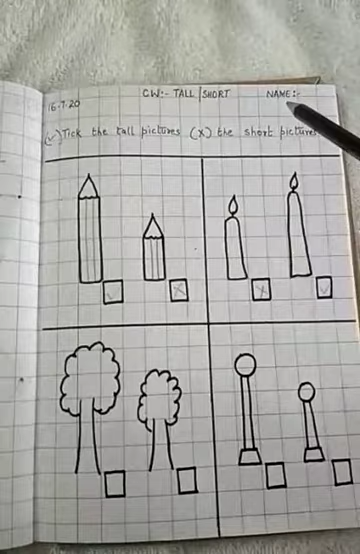 CW:- TALL | SHORT NAME:-
16-7-20
(✓) Tick the tall pictures (x) the short pictures